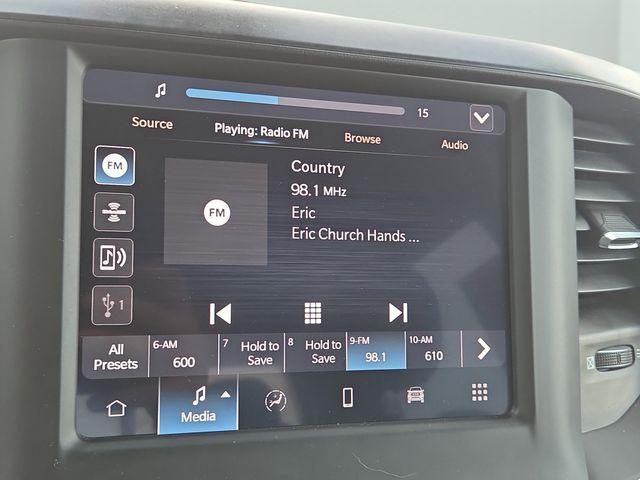 15
Source
Playing: Radio FM
Browse
Audio
FM
Country
98.1 MHz
FM
Eric
Eric Church Hands ...
1
All
Presets
6-AM
600
7
Hold to
Save
8
Hold to
Save
9-FM
98.1
10-AM
610
Media